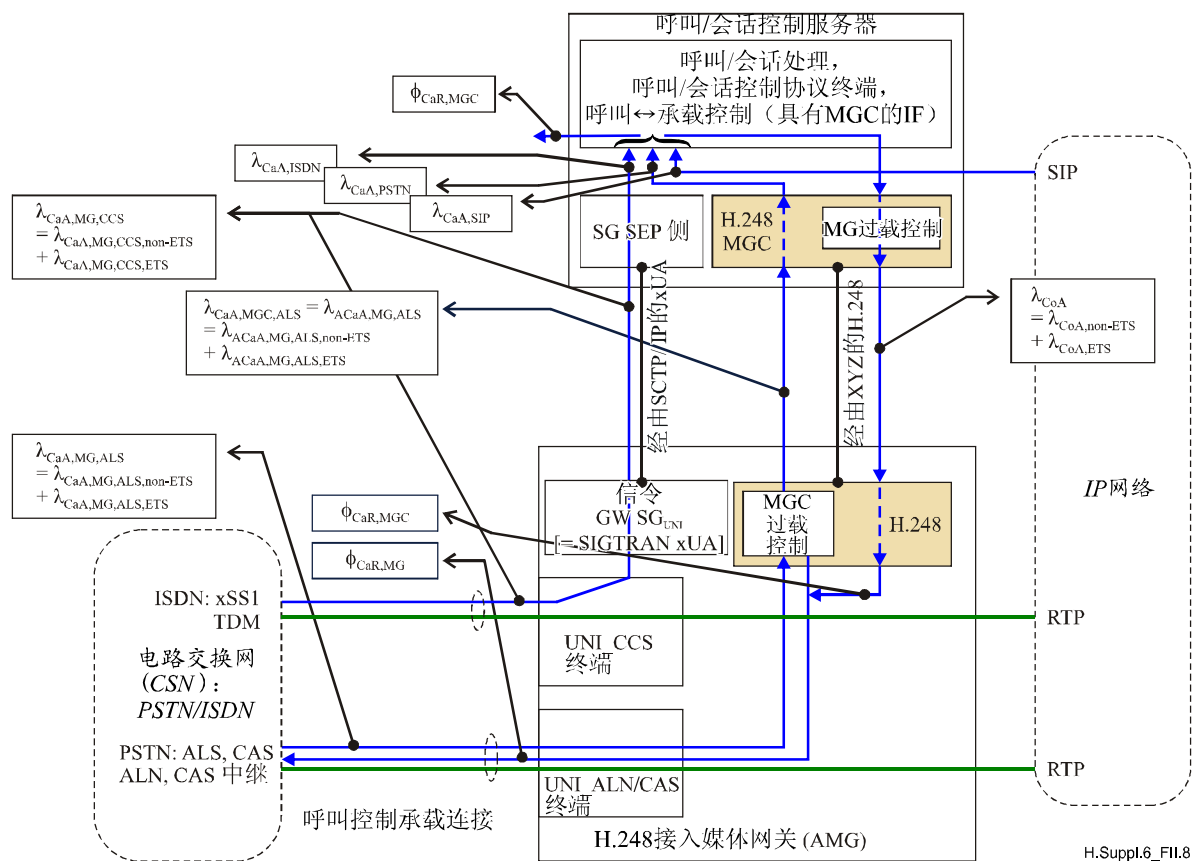 呼叫/会话控制服务器
呼叫/会话处理，
呼叫/会话控制协议终端，
呼叫↔承载控制（具有MGC的IF）
ϕCaR,MGC
λCaA,ISDN
λCaA,PSTN
λCaA,SIP
SIP
λCaA,MG,CCS
= λCaA,MG,CCS,non-ETS
+ λCaA,MG,CCS,ETS
SG SEP 侧
H.248
MGC
MG过载控制
λCaA,MGC,ALS = λACaA,MG,ALS
= λACaA,MG,ALS,non-ETS
+ λACaA,MG,ALS,ETS
经由SCTP/IP的xUA
经由XYZ的H.248
λCoA
= λCoA,non-ETS
+ λCoA,ETS
λCaA,MG,ALS
= λCaA,MG,ALS,non-ETS
+ λCaA,MG,ALS,ETS
ϕCaR,MGC
ϕCaR,MG
信令
GW SGUNI
[= SIGTRAN xUA]
MGC
过载
控制
H.248
IP网络
ISDN: xSS1
TDM
RTP
UNI_CCS
终端
电路交换网
(CSN)：
PSTN/ISDN
PSTN: ALS, CAS
ALN, CAS 中继
RTP
UNI_ALN/CAS
终端
呼叫控制承载连接
H.248接入媒体网关 (AMG)
H.Suppl.6_FII.8